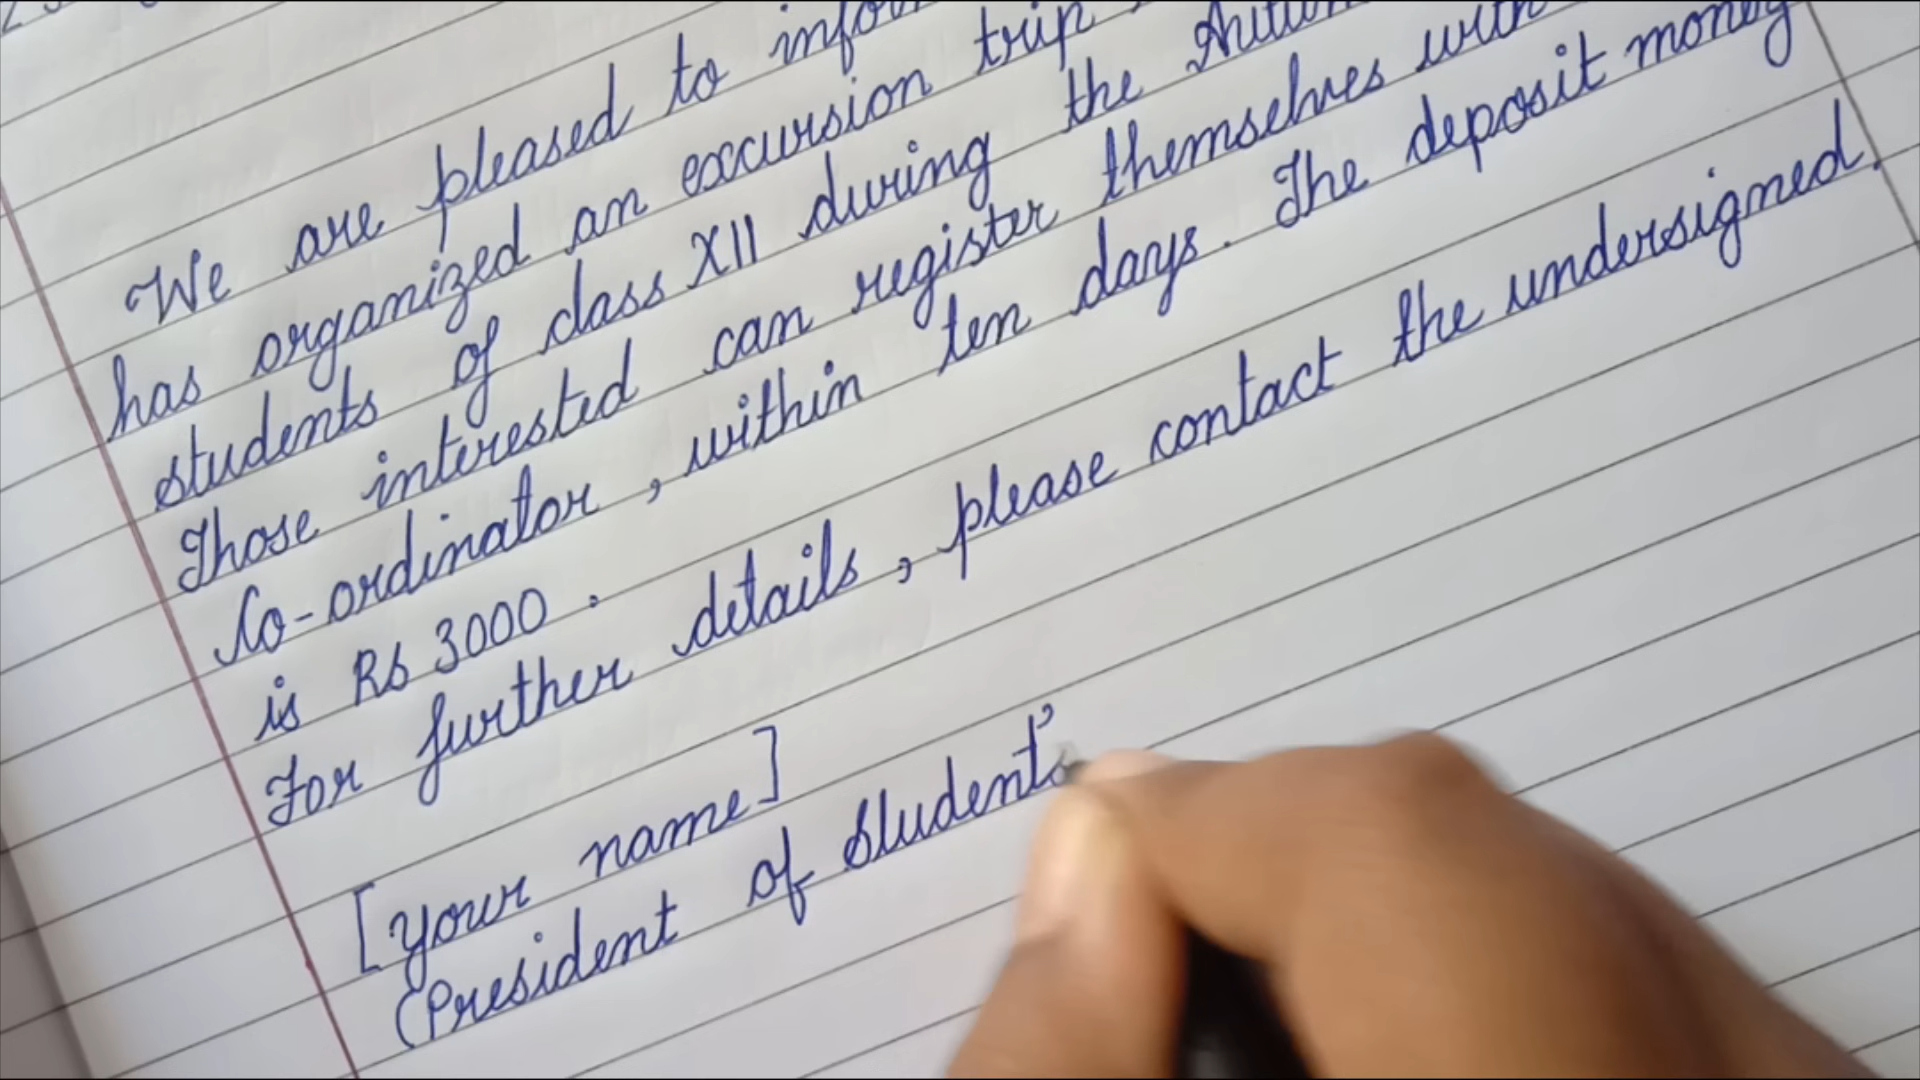 We are pleased to
has organized an excursion trip
students of class XII during the
Those interested can register themselves with
Co-ordinator, within ten days. The deposit money
is Rs 3000.
For further details, please contact the undersigned.
[your name]
(President of Students'